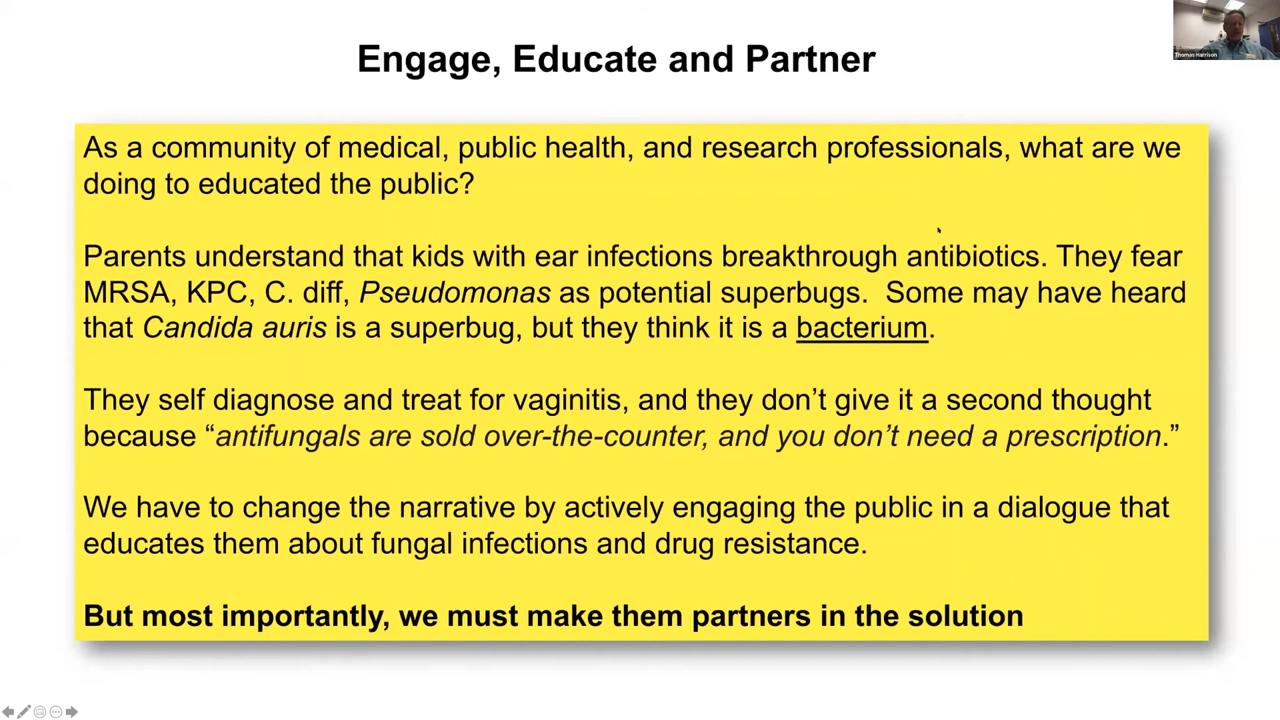 Engage, Educate and Partner
Thomas Harrison
As a community of medical, public health, and research professionals, what are we
doing to educated the public?
Parents understand that kids with ear infections breakthrough antibiotics. They fear
MRSA, KPC, C. diff, Pseudomonas as potential superbugs.  Some may have heard
that Candida auris is a superbug, but they think it is a bacterium.
They self diagnose and treat for vaginitis, and they don’t give it a second thought
because “antifungals are sold over-the-counter, and you don’t need a prescription.”
We have to change the narrative by actively engaging the public in a dialogue that
educates them about fungal infections and drug resistance.
But most importantly, we must make them partners in the solution